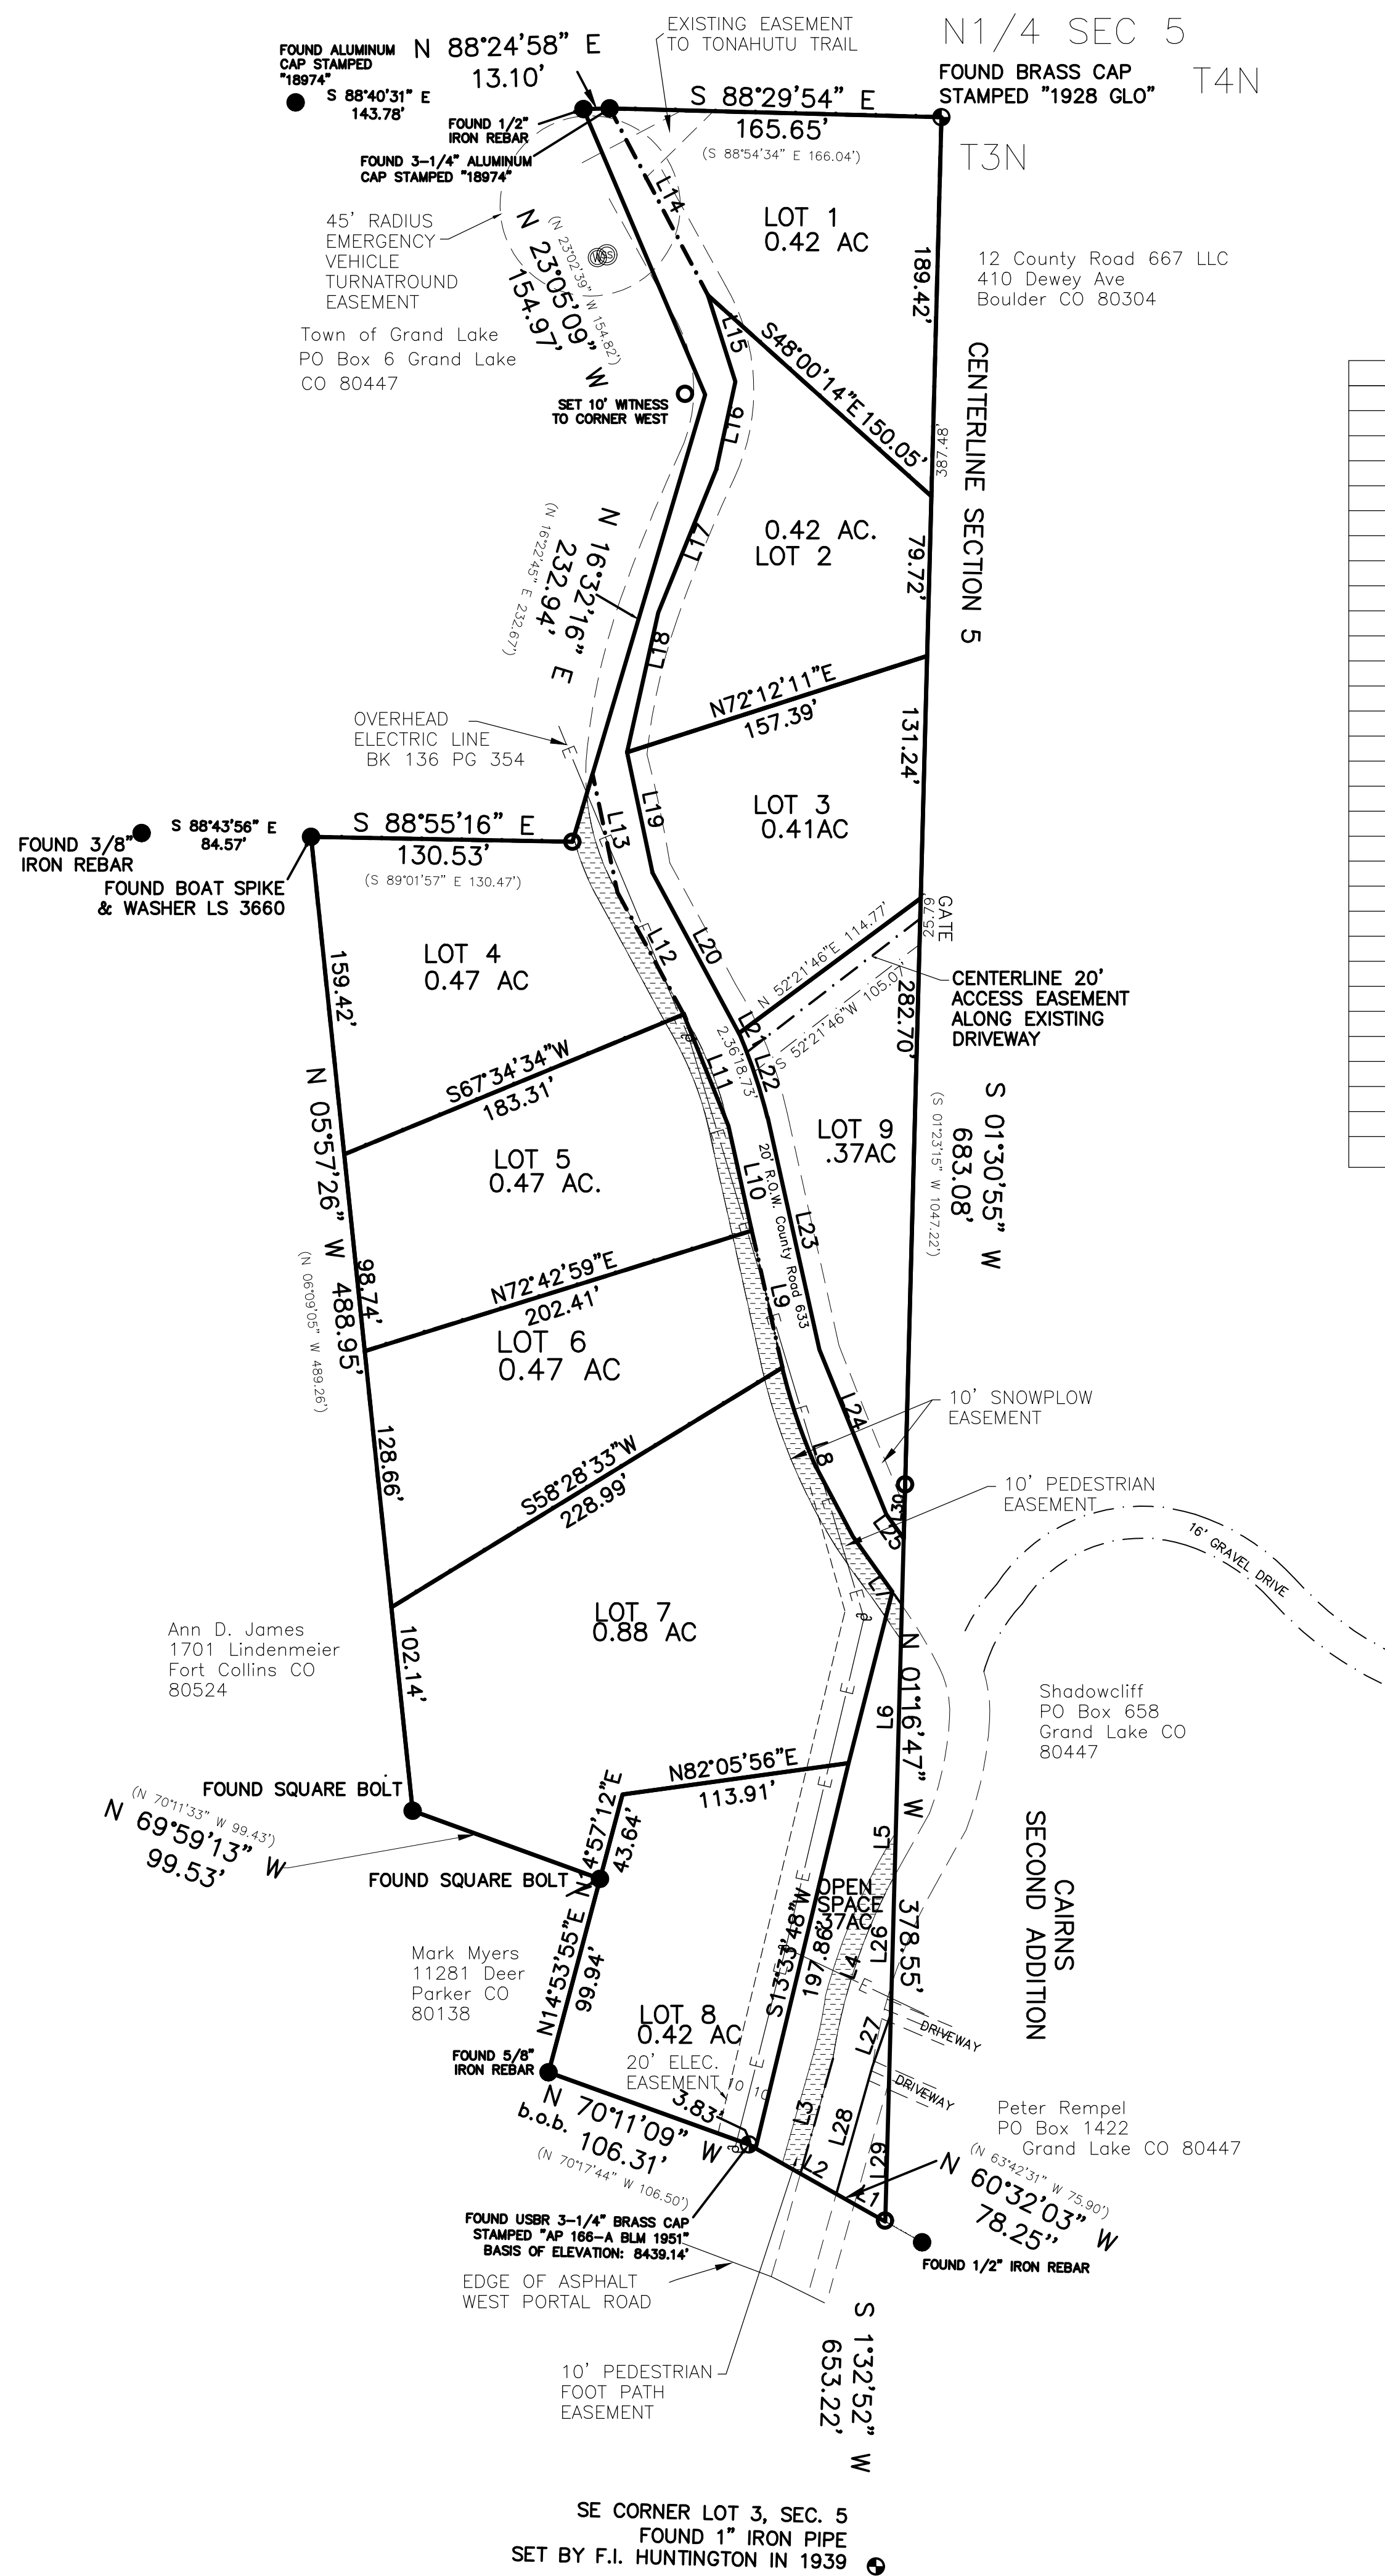 N1/4 SEC 5
T4N
T3N
FOUND BRASS CAP
STAMPED "1928 GLO"
EXISTING EASEMENT
TO TONAHUTU TRAIL
FOUND ALUMINUM
CAP STAMPED
"18974"
N 88°24'58" E
13.10'
S 88°40'31" E
143.78'
S 88°29'54" E
165.65'
(S 88°54'34" E 166.04')
FOUND 1/2"
IRON REBAR
FOUND 3-1/4" ALUMINUM
CAP STAMPED "18974"
45' RADIUS
EMERGENCY
VEHICLE
TURNATROUND
EASEMENT
N 23°05'09" W
154.97'
(N 23°02'39" W 154.82')
L14
LOT 1
0.42 AC
189.42'
12 County Road 667 LLC
410 Dewey Ave
Boulder CO 80304
Town of Grand Lake
PO Box 6 Grand Lake
CO 80447
L15
S48°00'14"E 150.05'
SET 10' WITNESS
TO CORNER WEST
L16
387.48'
CENTERLINE SECTION 5
N 16°32'16" E
232.94'
(N 16°22'45" E 232.67')
L17
0.42 AC.
LOT 2
79.72'
L18
N72°12'11"E
157.39'
131.24'
OVERHEAD
ELECTRIC LINE
BK 136 PG 354
E
L19
LOT 3
0.41AC
L13
FOUND 3/8"
IRON REBAR
S 88°43'56" E
84.57'
S 88°55'16" E
130.53'
(S 89°01'57" E 130.47')
FOUND BOAT SPIKE
& WASHER LS 3660
LOT 4
0.47 AC
159.42'
L12
L20
N 52°21'46"E 114.77'
S 52°21'46"W 105.07'
GATE
25.79'
CENTERLINE 20'
ACCESS EASEMENT
ALONG EXISTING
DRIVEWAY
282.70'
L21
2.36'
18.73'
L22
L11
S67°34'34"W
183.31'
S 01°30'55" W
683.08'
(S 01°23'15" W 1047.22')
N 05°57'26" W 488.95'
(N 06°09'05" W 489.26')
LOT 5
0.47 AC.
L10
20' R.O.W. County Road 633
LOT 9
.37AC
L23
98.74'
N72°42'59"E
202.41'
L9
LOT 6
0.47 AC
128.66'
S58°28'33"W
228.99'
L8
L24
10' SNOWPLOW
EASEMENT
10' PEDESTRIAN
EASEMENT
L30
L25
L7
16' GRAVEL DRIVE
LOT 7
0.88 AC
102.14'
Ann D. James
1701 Lindenmeier
Fort Collins CO
80524
N 01°16'47" W
378.55'
L6
Shadowcliff
PO Box 658
Grand Lake CO
80447
FOUND SQUARE BOLT
(N 70°11'33" W 99.43')
N 69°59'13" W
99.53'
N82°05'56"E
113.91'
N14°57'12"E
43.64'
FOUND SQUARE BOLT
L5
OPEN
SPACE
.37AC
S13°33'48"W
197.86'
L26
L4
CAIRNS
SECOND ADDITION
Mark Myers
11281 Deer
Parker CO
80138
N14°53'55"E
99.94'
LOT 8
0.42 AC
L27
DRIVEWAY
DRIVEWAY
FOUND 5/8"
IRON REBAR
20' ELEC.
EASEMENT
10 10
3.83'
L3
L28
L29
L2
L1
N 70°11'09" W
b.o.b. 106.31'
(N 70°17'44" W 106.50')
Peter Rempel
PO Box 1422
Grand Lake CO 80447
(N 63°42'31" W 75.90')
N 60°32'03" W
78.25"
FOUND USBR 3-1/4" BRASS CAP
STAMPED "AP 166-A BLM 1951"
BASIS OF ELEVATION: 8439.14'
FOUND 1/2" IRON REBAR
EDGE OF ASPHALT
WEST PORTAL ROAD
S 1°32'52" W
653.22'
10' PEDESTRIAN
FOOT PATH
EASEMENT
SE CORNER LOT 3, SEC. 5
FOUND 1" IRON PIPE
SET BY F.I. HUNTINGTON IN 1939